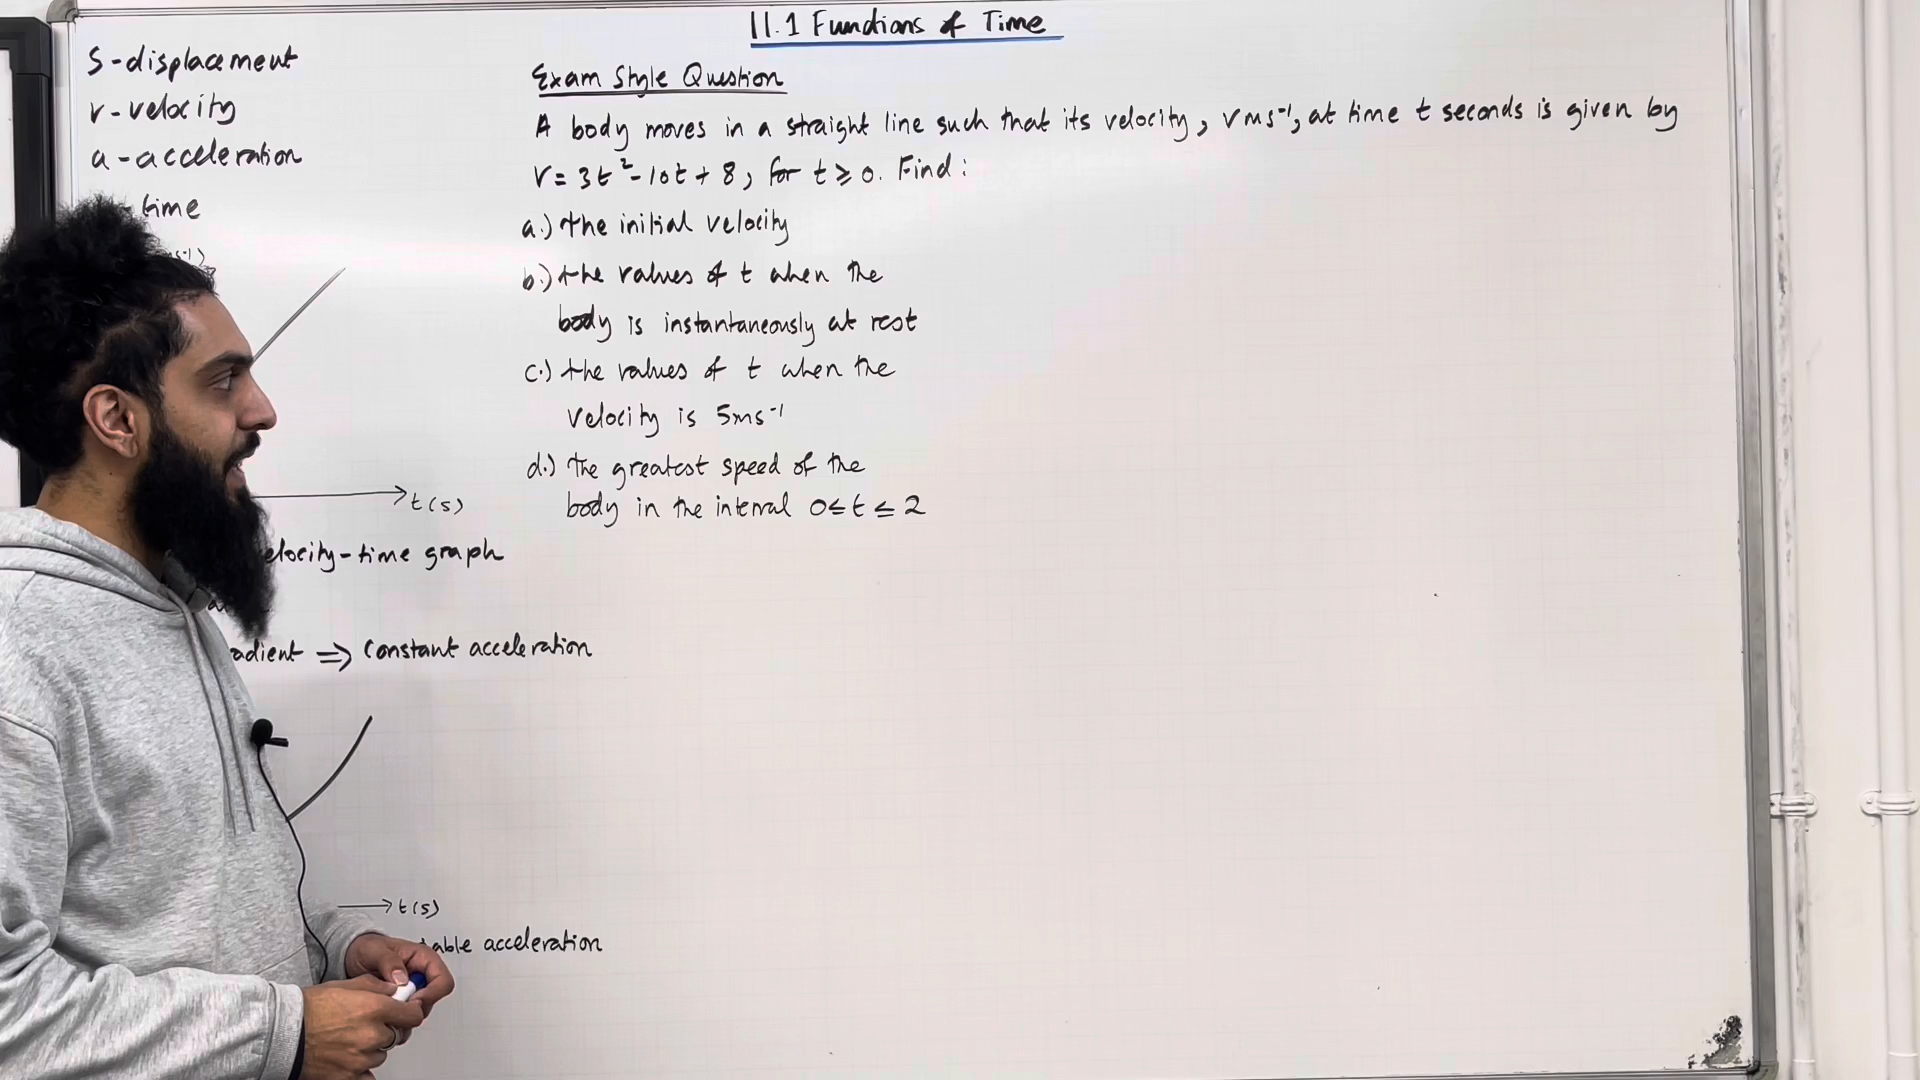 11.1 Functions of Time
s - displacement
v - velocity
a - acceleration
time
t(s)
elocity-time graph
adient ⇒ constant acceleration
t(s)
able acceleration
Exam Style Question
A body moves in a straight line such that its velocity, v ms⁻¹, at time t seconds is given by
v = 3t² - 10t + 8, for t ≥ 0. Find:
a.) the initial velocity
b.) the values of t when the
body is instantaneously at rest
c.) the values of t when the
velocity is 5ms⁻¹
d.) the greatest speed of the
body in the interval 0 ≤ t ≤ 2